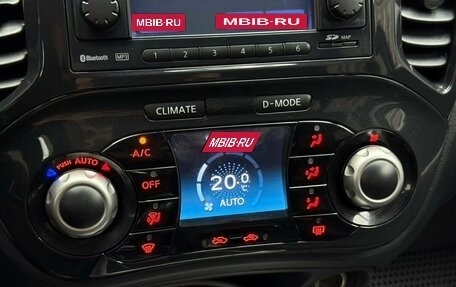 MBIB-RU
MBIB-RU
Bluetooth MP3 1 2 3 4 5 6 SD MAP
CLIMATE D-MODE
MBIB-RU
A/C
PUSH AUTO
OFF
20.0
°C
AUTO